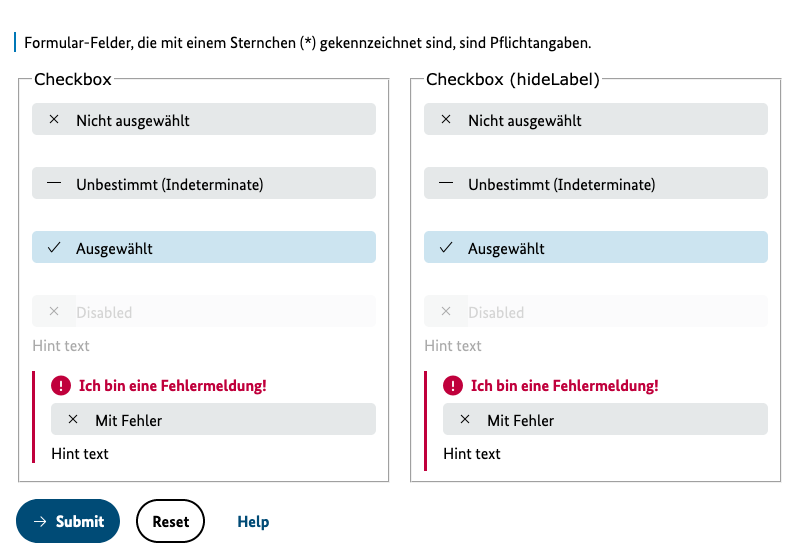 Formular-Felder, die mit einem Sternchen (*) gekennzeichnet sind, sind Pflichtangaben.
Checkbox
Nicht ausgewählt
Unbestimmt (Indeterminate)
Ausgewählt
Disabled
Hint text
Ich bin eine Fehlermeldung!
Mit Fehler
Hint text
Checkbox (hideLabel)
Nicht ausgewählt
Unbestimmt (Indeterminate)
Ausgewählt
Disabled
Hint text
Ich bin eine Fehlermeldung!
Mit Fehler
Hint text
Submit
Reset
Help